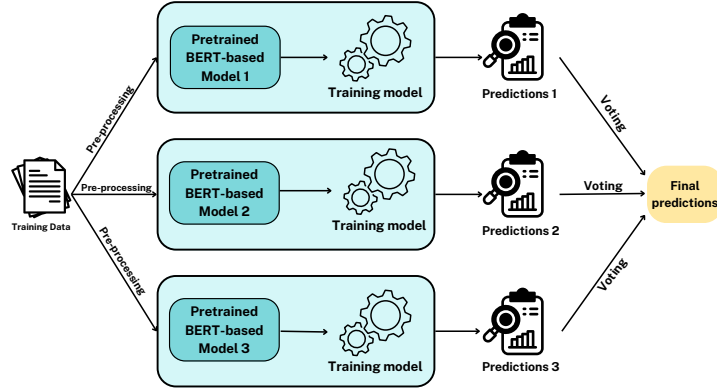 Pretrained
BERT-based
Model 1
Training model
Predictions 1
Pre-processing
Voting
Training Data
Pre-processing
Pretrained
BERT-based
Model 2
Training model
Predictions 2
Voting
Final
predictions
Pre-processing
Pretrained
BERT-based
Model 3
Training model
Predictions 3
Voting